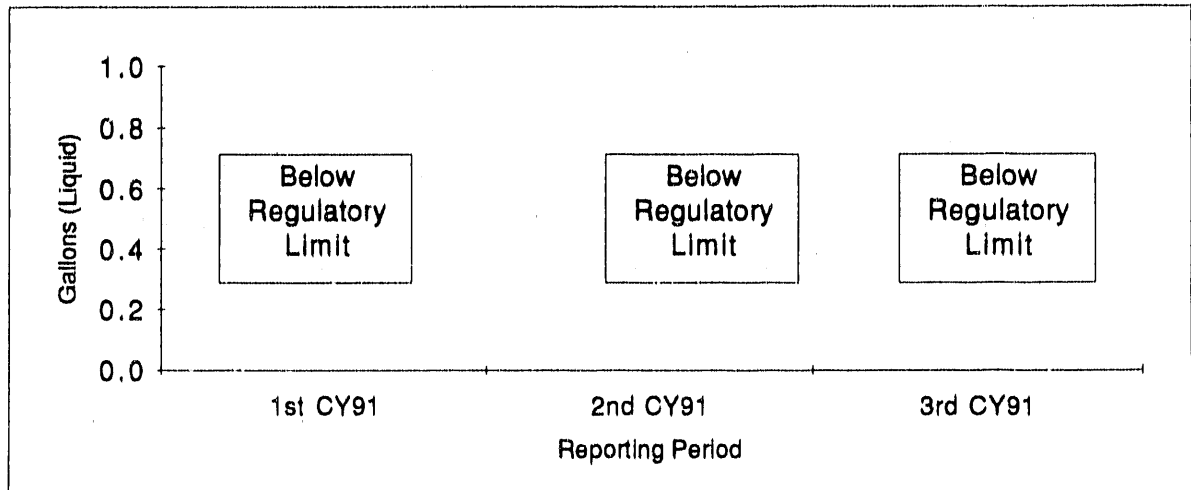 1.0
0.8
0.6
0.4
0.2
0.0
Gallons (Liquid)
Below
Regulatory
Limit
Below
Regulatory
Limit
Below
Regulatory
Limit
1st CY91
2nd CY91
3rd CY91
Reporting Period